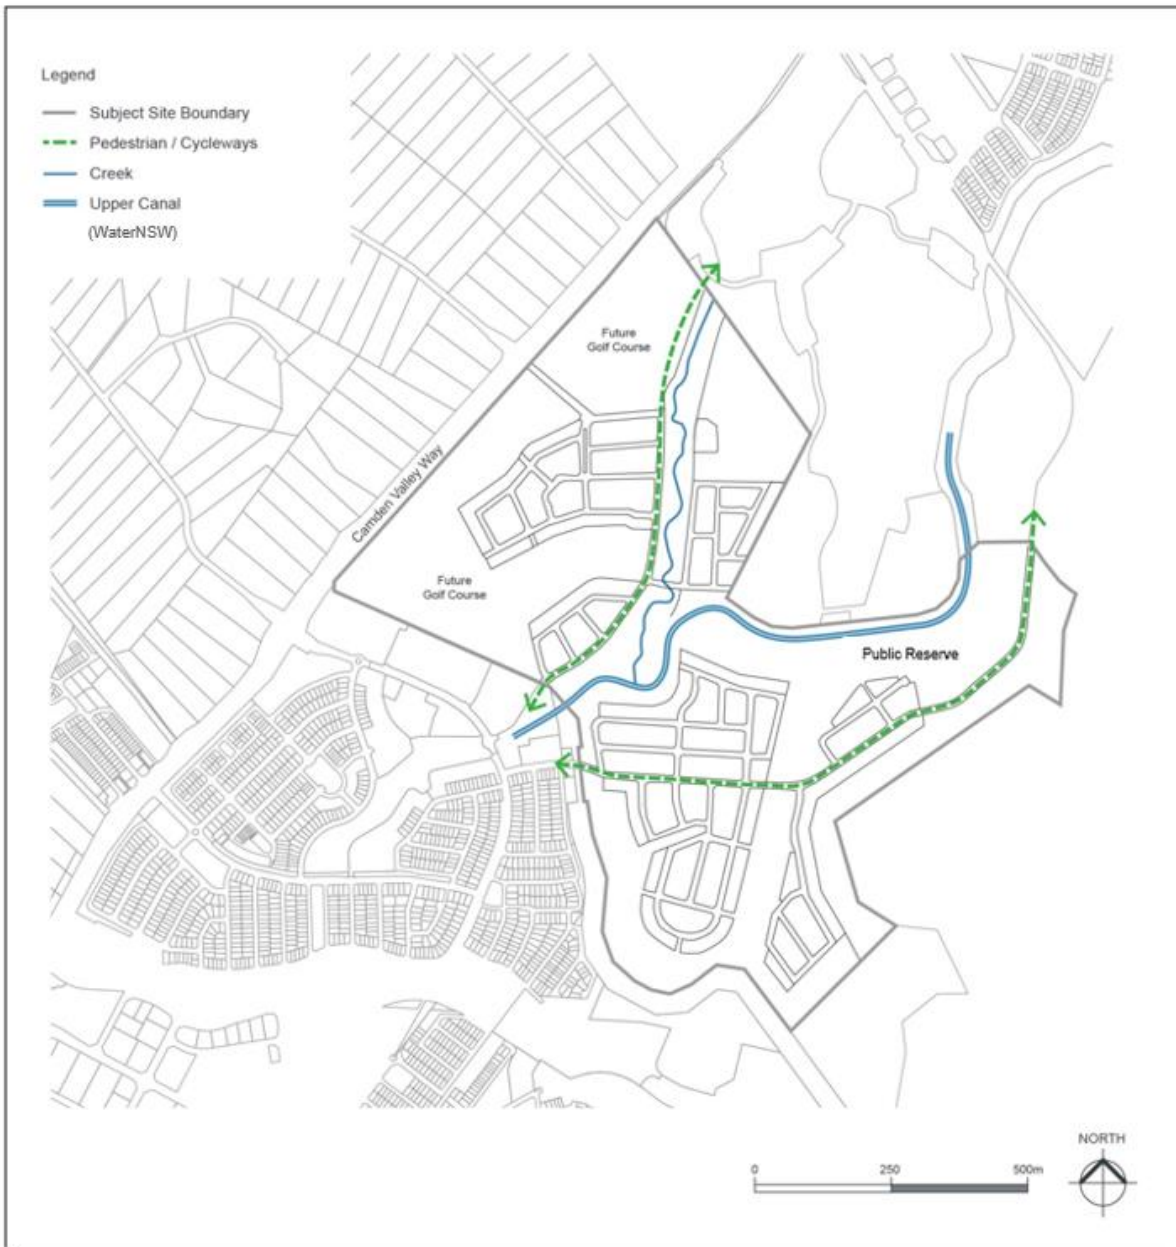 Legend
Subject Site Boundary
Pedestrian / Cycleways
Creek
Upper Canal
(WaterNSW)
Future
Golf Course
Camden Valley Way
Future
Golf Course
Public Reserve
NORTH
0 250 500m